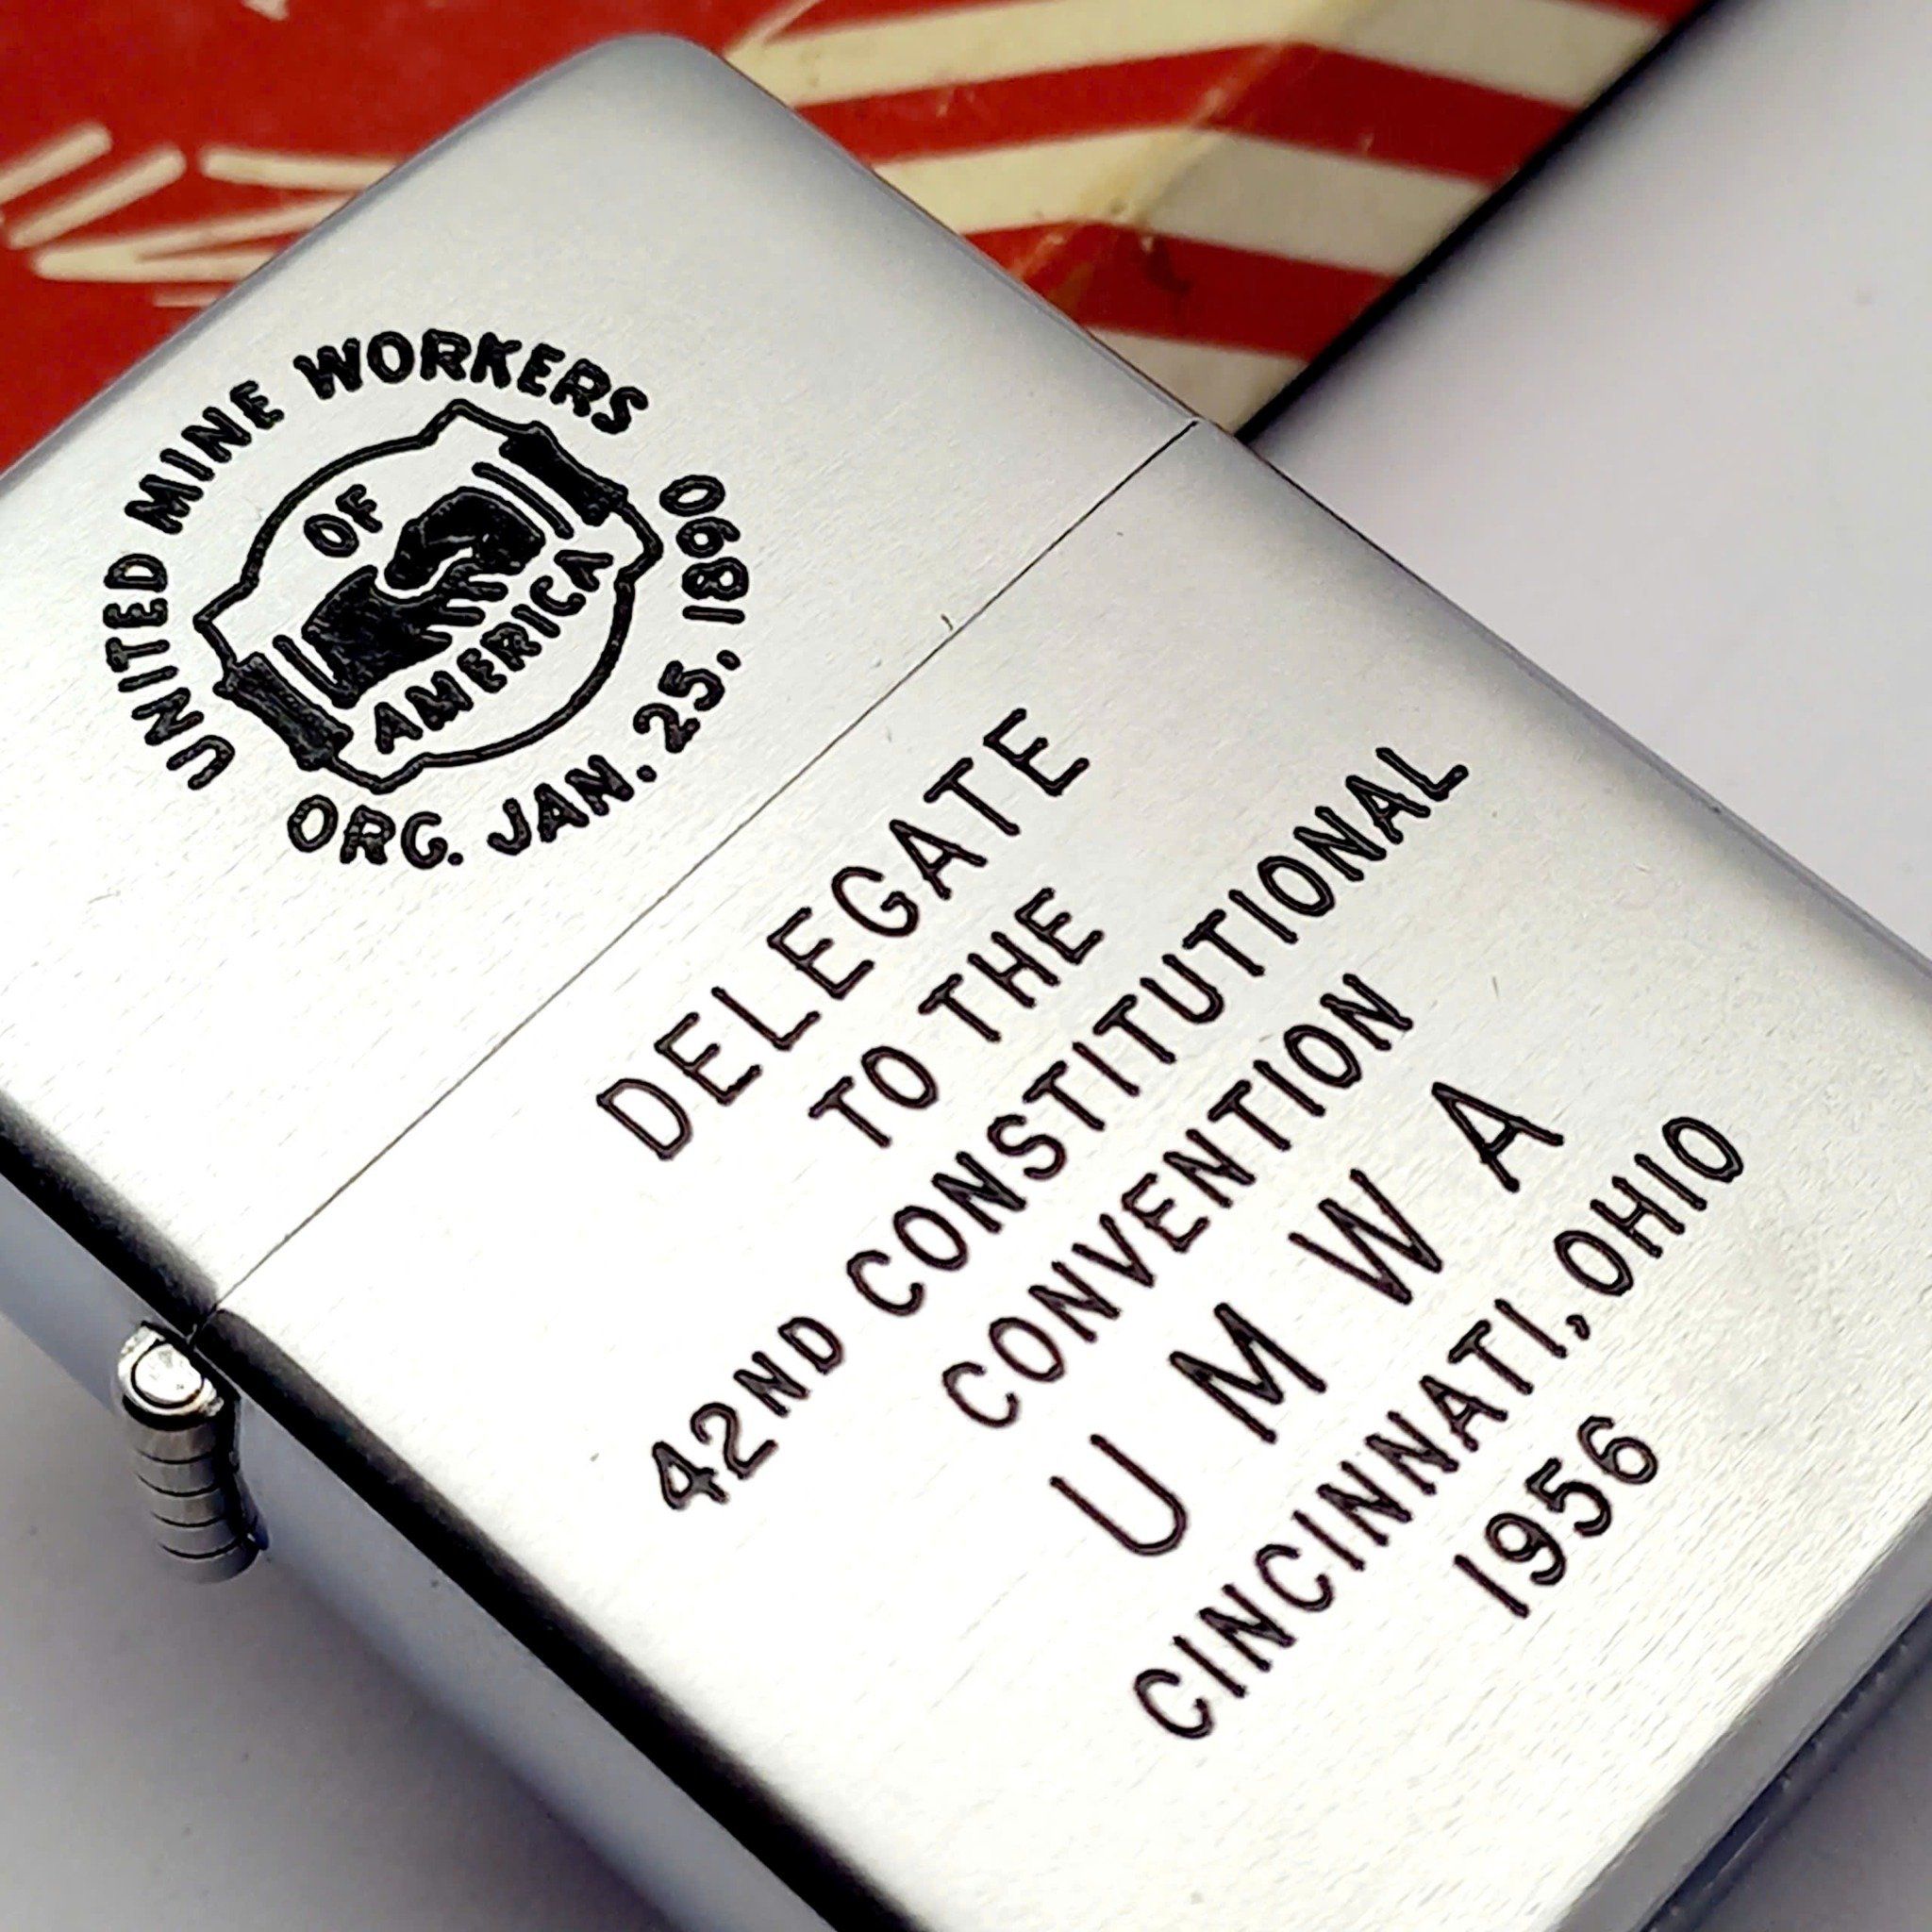 UNITED MINE WORKERS
OF
AMERICA
ORG. JAN. 25, 1890
DELEGATE
TO THE
42ND CONSTITUTIONAL
CONVENTION
U M W A
CINCINNATI, OHIO
1956